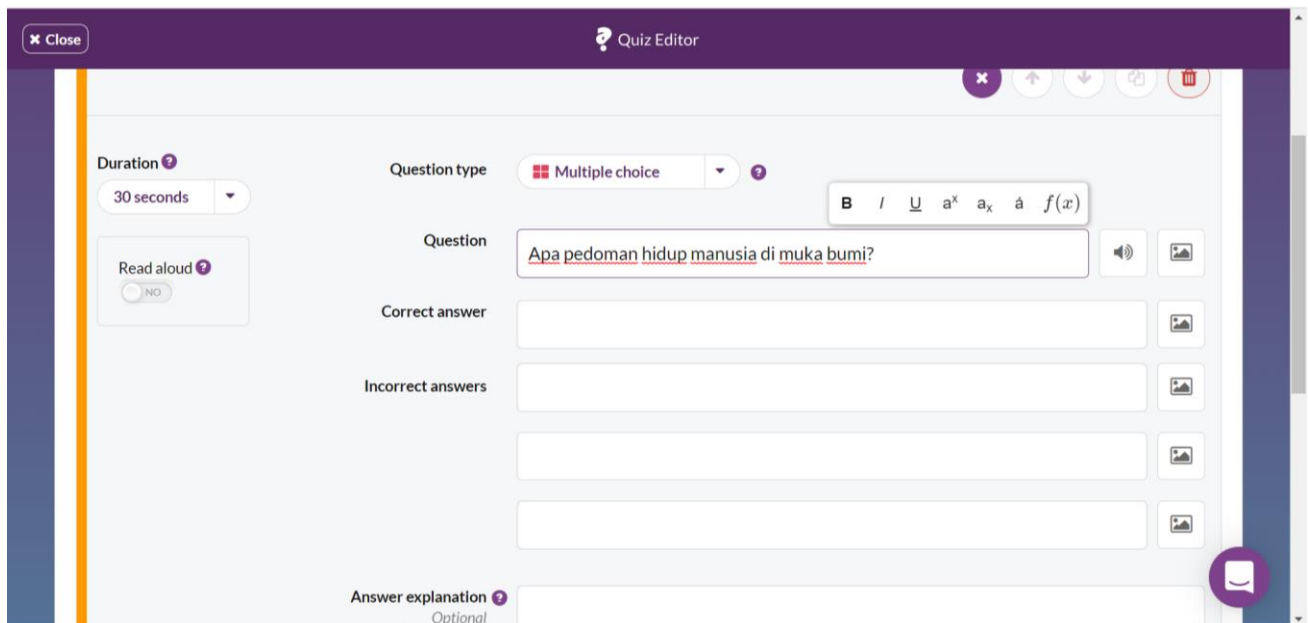 Close
Quiz Editor
Duration
30 seconds
Read aloud
NO
Question type
Multiple choice
B I U aˣ aₓ á f(x)
Question
Apa pedoman hidup manusia di muka bumi?
Correct answer
Incorrect answers
Answer explanation
Optional